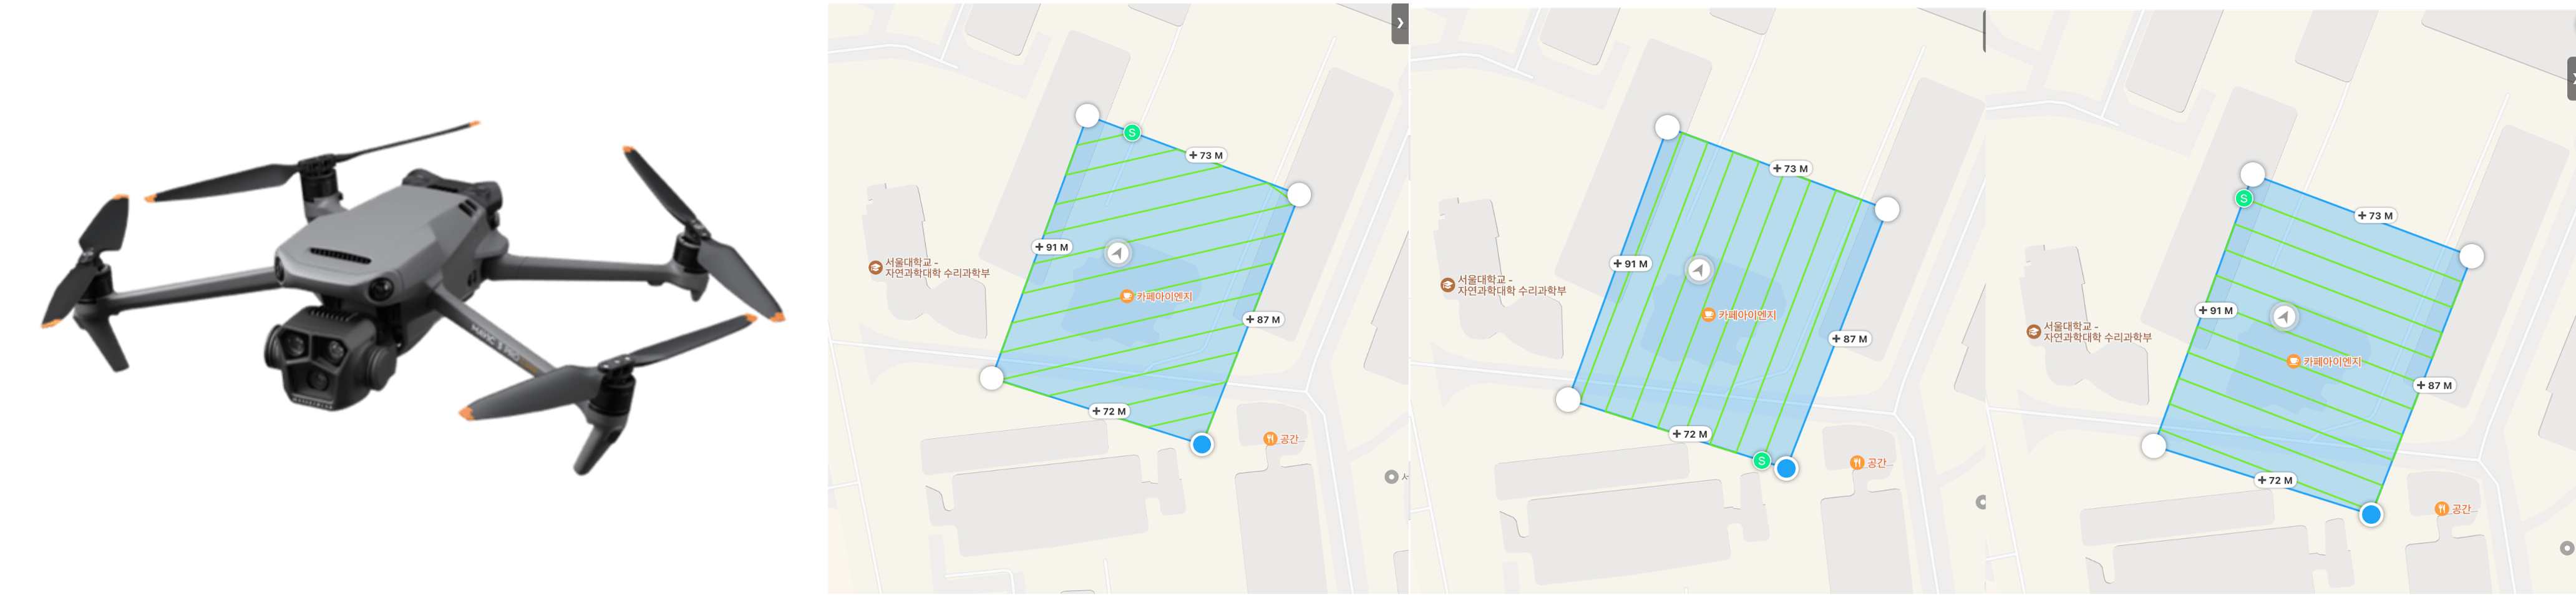 MAVIC 3 PRO
S
+ 73 M
+ 91 M
서울대학교 -
자연과학대학 수리과학부
카페아이엔지
+ 87 M
+ 72 M
공간...
서
+ 73 M
+ 91 M
서울대학교 -
자연과학대학 수리과학부
카페아이엔지
+ 87 M
+ 72 M
S
공간...
+ 73 M
S
+ 91 M
서울대학교 -
자연과학대학 수리과학부
카페아이엔지
+ 87 M
+ 72 M
공간...